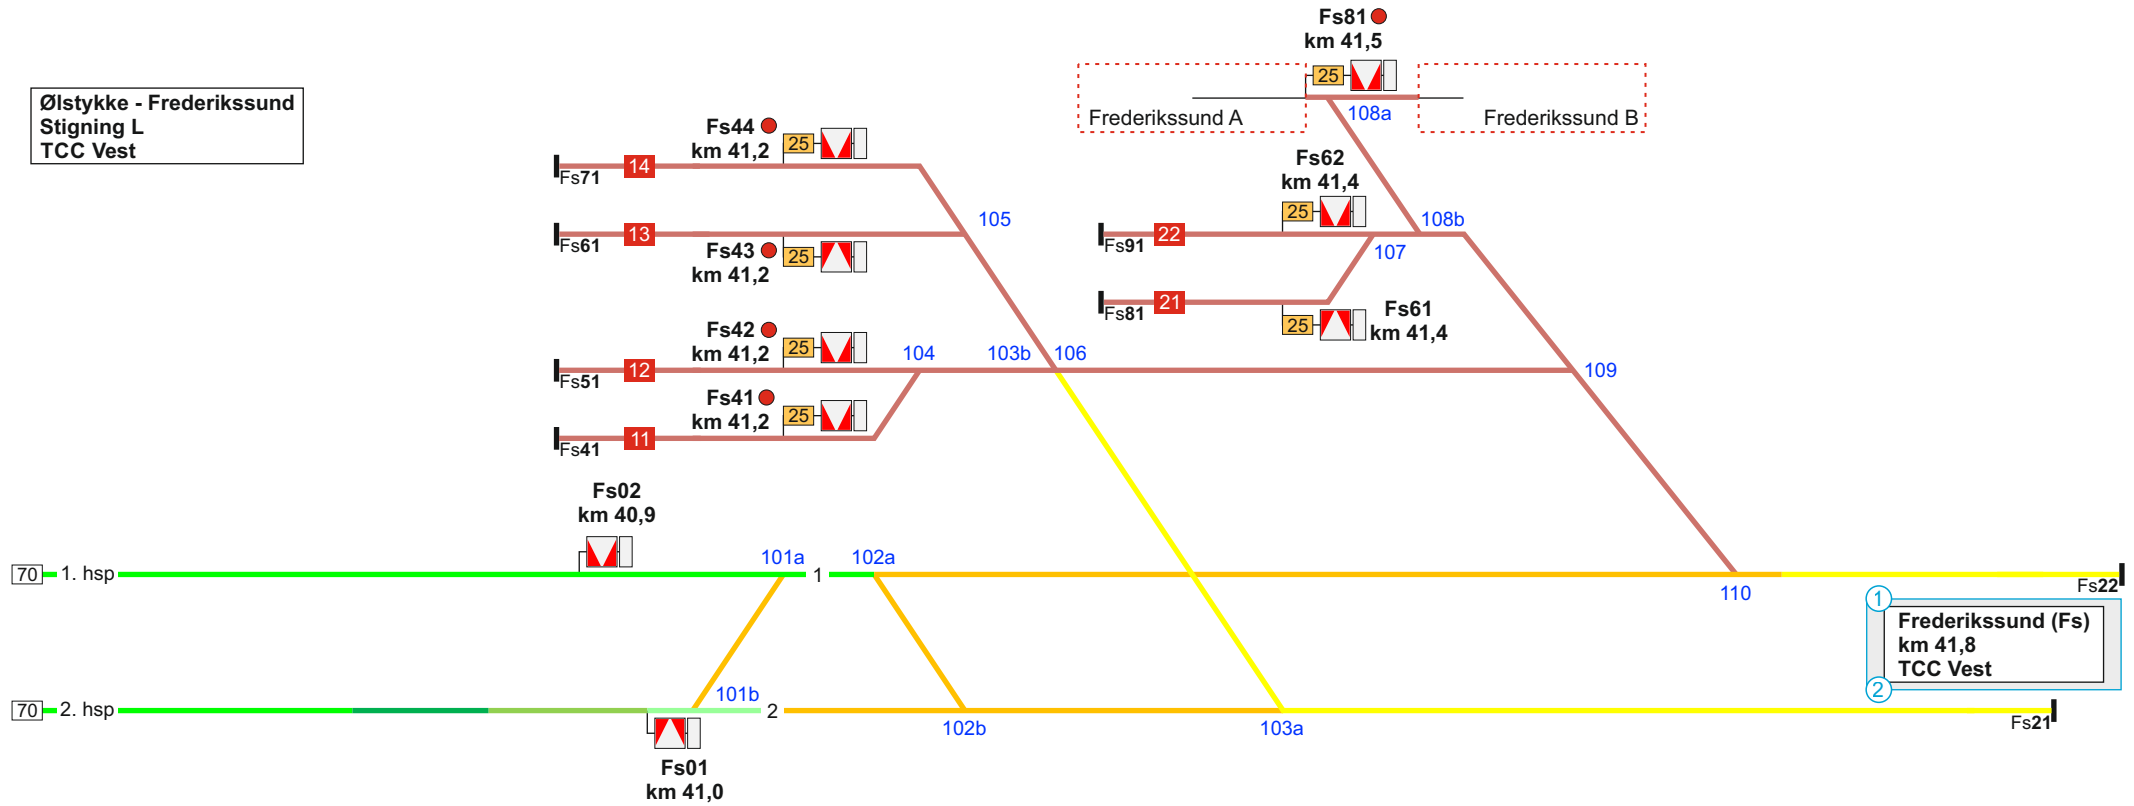 Fs81
km 41,5
25
Ølstykke - Frederikssund
Stigning L
TCC Vest
Frederikssund A
108a
Frederikssund B
Fs44
km 41,2
25
Fs71
14
Fs62
km 41,4
25
105
108b
Fs61
13
Fs43
km 41,2
25
Fs91
22
107
Fs81
21
25
Fs61
km 41,4
Fs42
km 41,2
25
104
103b
106
109
Fs51
12
Fs41
km 41,2
25
Fs41
11
Fs02
km 40,9
101a
102a
70
1. hsp
1
110
Fs22
1
Frederikssund (Fs)
km 41,8
TCC Vest
2
70
2. hsp
101b
2
102b
103a
Fs21
Fs01
km 41,0